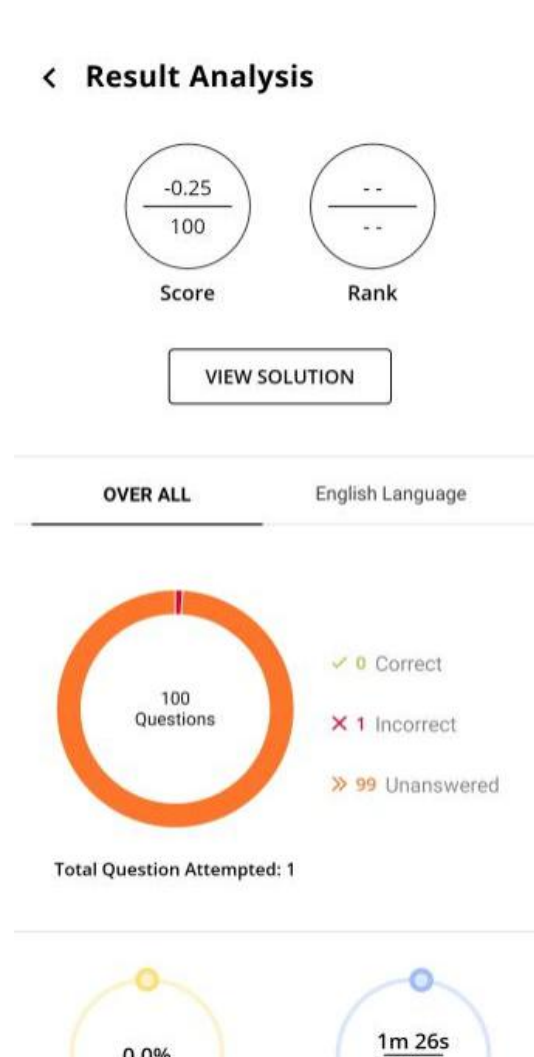 Result Analysis
-0.25
100
Score
- -
- -
Rank
VIEW SOLUTION
OVER ALL
English Language
100
Questions
0 Correct
1 Incorrect
99 Unanswered
Total Question Attempted: 1
0.0%
1m 26s